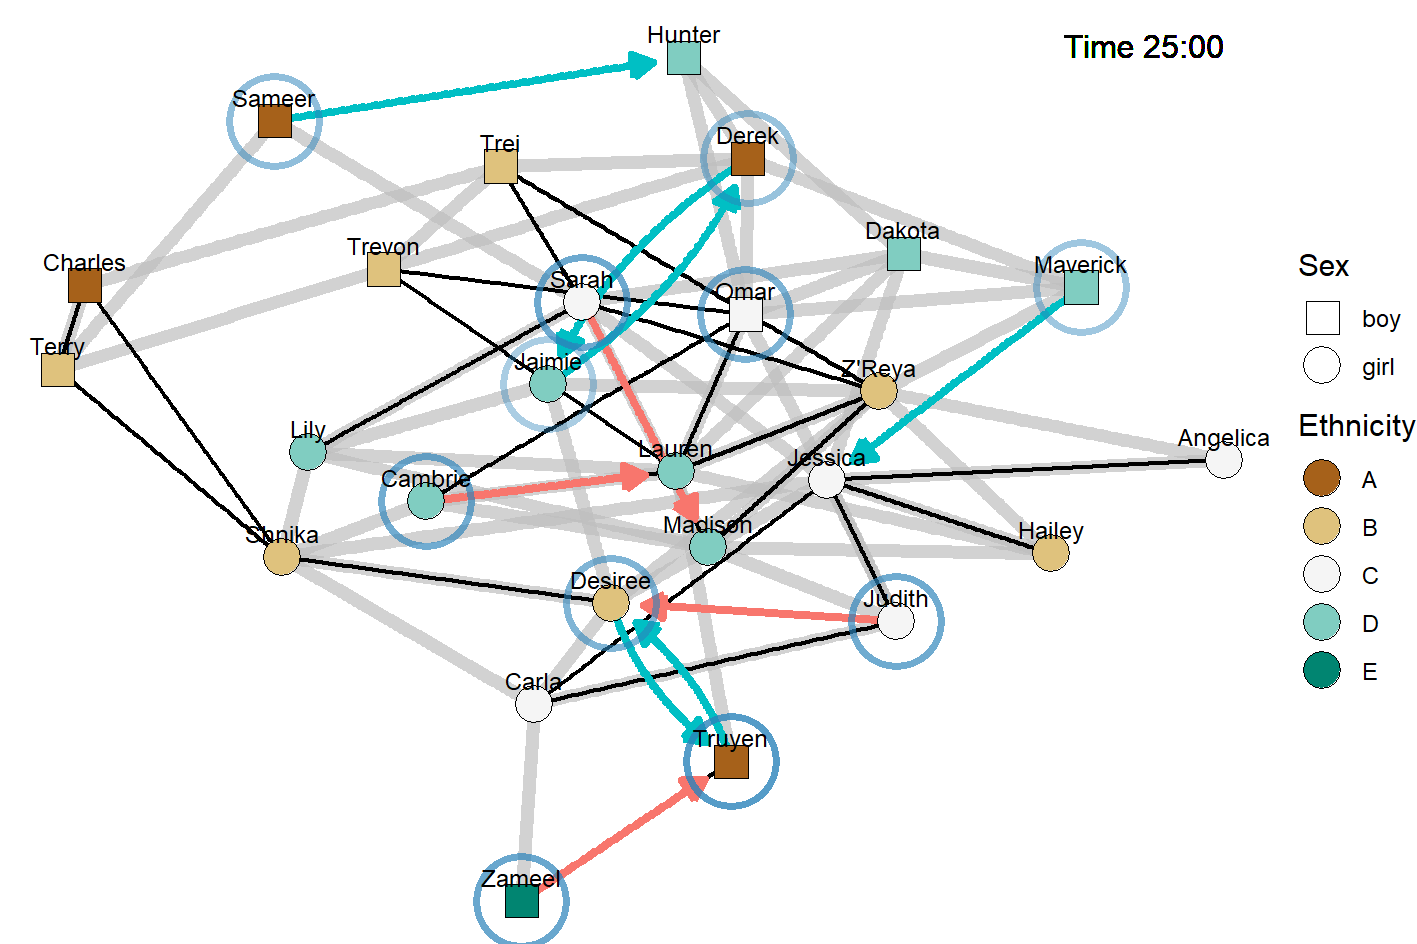 Hunter
Time 25:00
Sameer
Derek
Trei
Dakota
Trevon
Charles
Maverick
Sarah
Omar
Terry
Jaimie
Z'Reya
Lily
Angelica
Lauren
Jessica
Cambrie
Madison
Hailey
Shnika
Desiree
Judith
Carla
Truyen
Zameel
Sex
boy
girl
Ethnicity
A
B
C
D
E